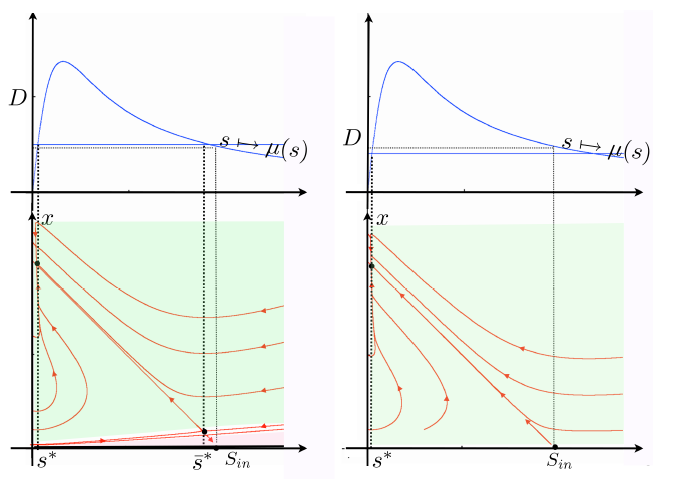 D
s ↦ μ(s)
x
s* s̄* S_in
D
s ↦ μ(s)
x
s* S_in